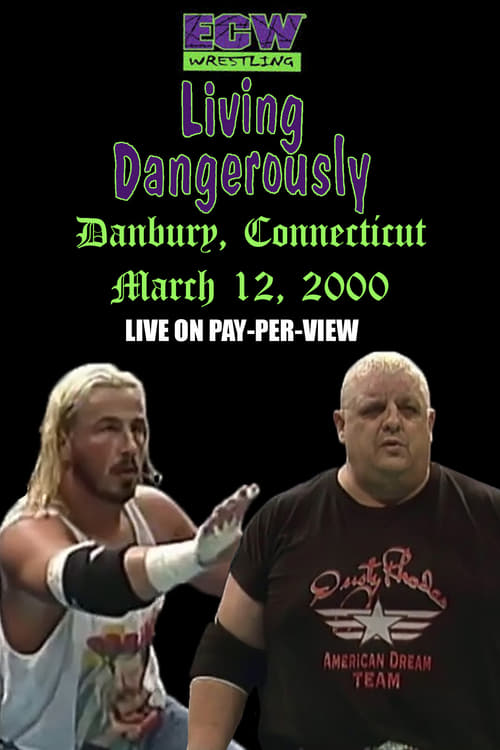 ECW
WRESTLING
Living
Dangerously
Danbury, Connecticut
March 12, 2000
LIVE ON PAY-PER-VIEW
Dusty Rhodes
AMERICAN DREAM
TEAM